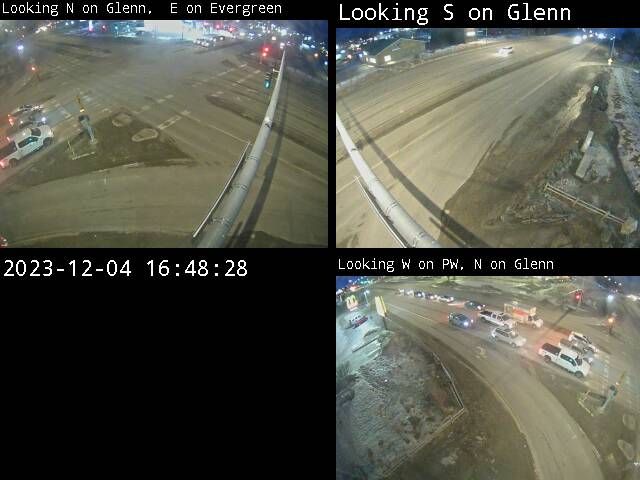 Looking N on Glenn,  E on Evergreen
Looking S on Glenn
2023-12-04 16:48:28
Looking W on PW, N on Glenn